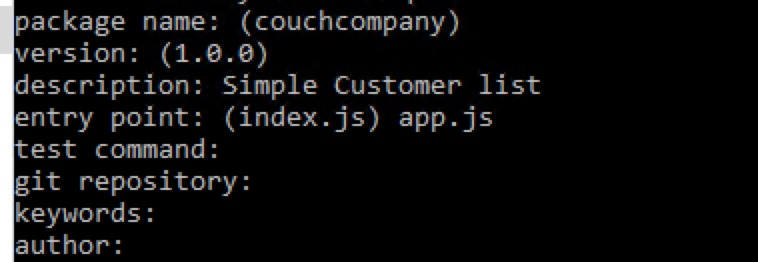 package name: (couchcompany)
version: (1.0.0)
description: Simple Customer list
entry point: (index.js) app.js
test command:
git repository:
keywords:
author: